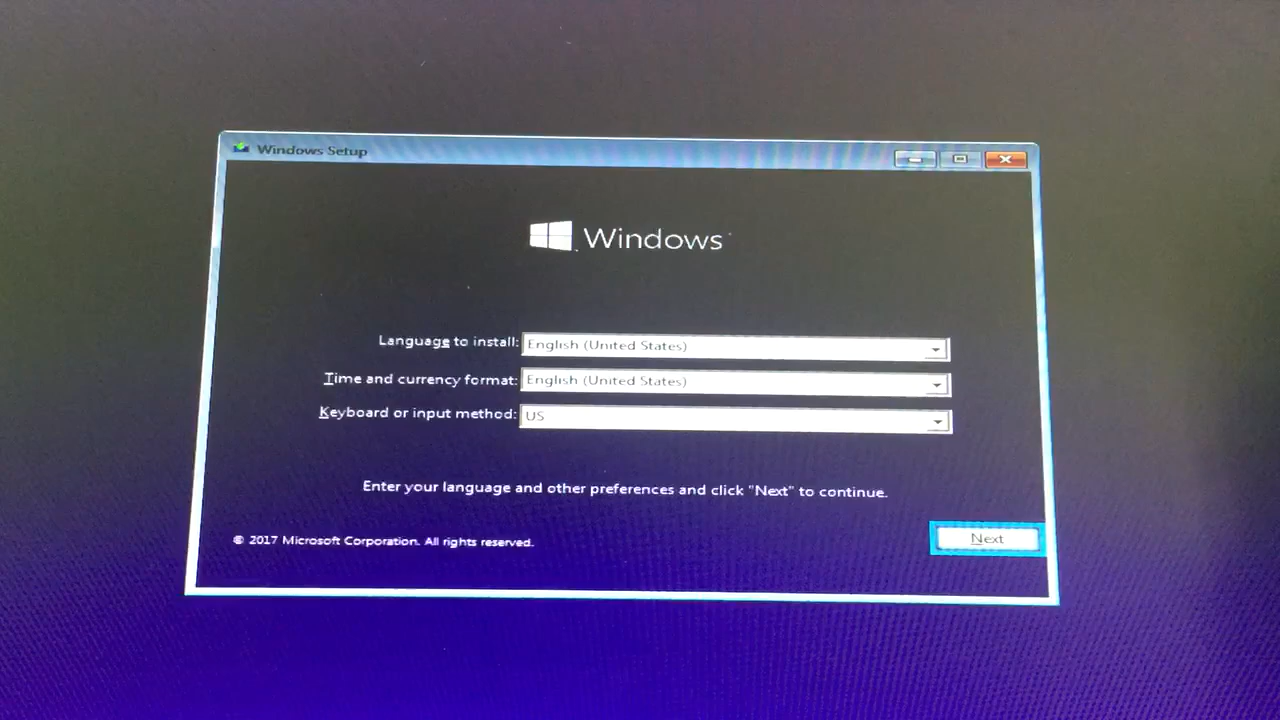 Windows Setup
Windows
Language to install: English (United States)
Time and currency format: English (United States)
Keyboard or input method: US
Enter your language and other preferences and click "Next" to continue.
© 2017 Microsoft Corporation. All rights reserved.
Next